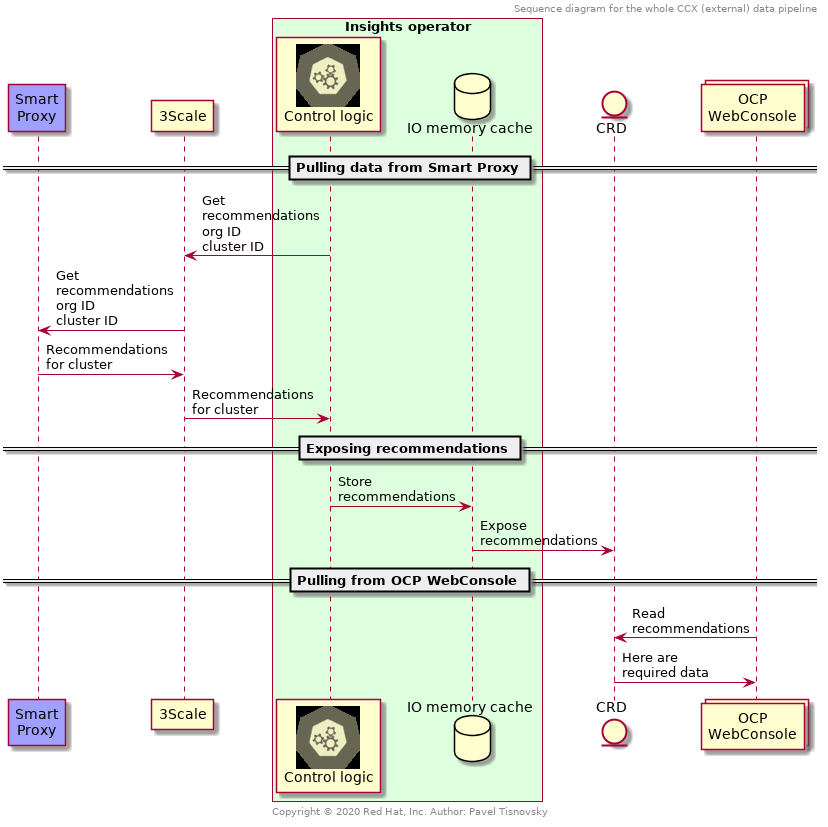 Sequence diagram for the whole CCX (external) data pipeline
Insights operator
Smart
Proxy
3Scale
Control logic
IO memory cache
CRD
OCP
WebConsole
Pulling data from Smart Proxy
Get
recommendations
org ID
cluster ID
Get
recommendations
org ID
cluster ID
Recommendations
for cluster
Recommendations
for cluster
Exposing recommendations
Store
recommendations
Expose
recommendations
Pulling from OCP WebConsole
Read
recommendations
Here are
required data
Smart
Proxy
3Scale
Control logic
IO memory cache
CRD
OCP
WebConsole
Copyright © 2020 Red Hat, Inc. Author: Pavel Tisnovsky